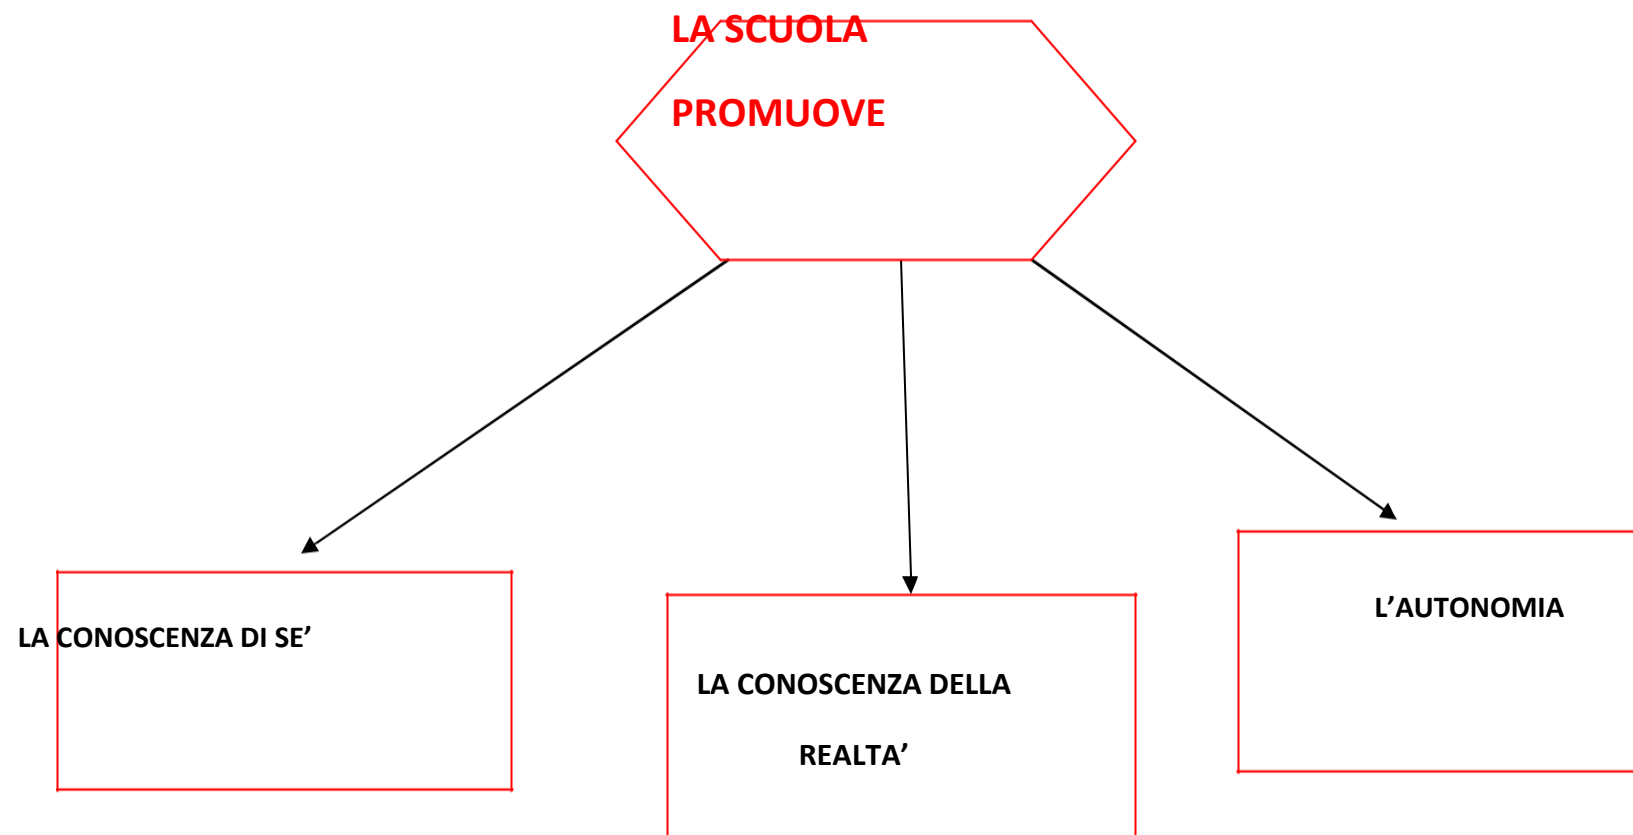 LA SCUOLA
PROMUOVE
LA CONOSCENZA DI SE’
LA CONOSCENZA DELLA
REALTA’
L’AUTONOMIA